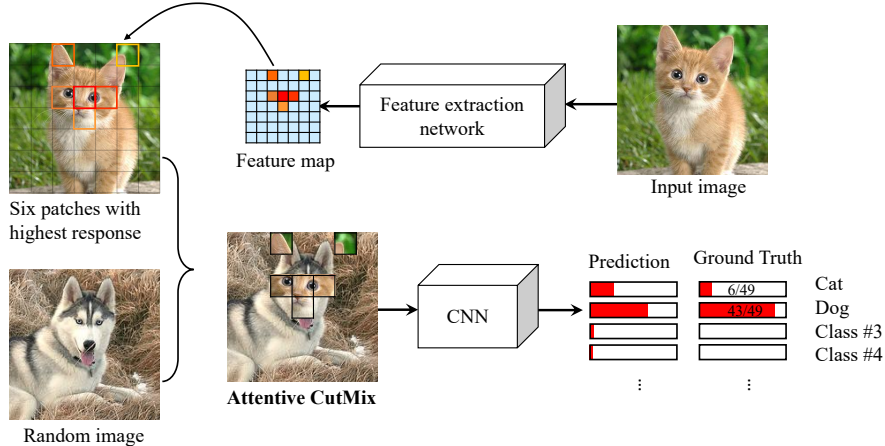 Feature extraction
network
Feature map
Input image
Six patches with
highest response
Prediction
Ground Truth
6/49
Cat
43/49
Dog
Class #3
Class #4
CNN
Attentive CutMix
Random image
...
...